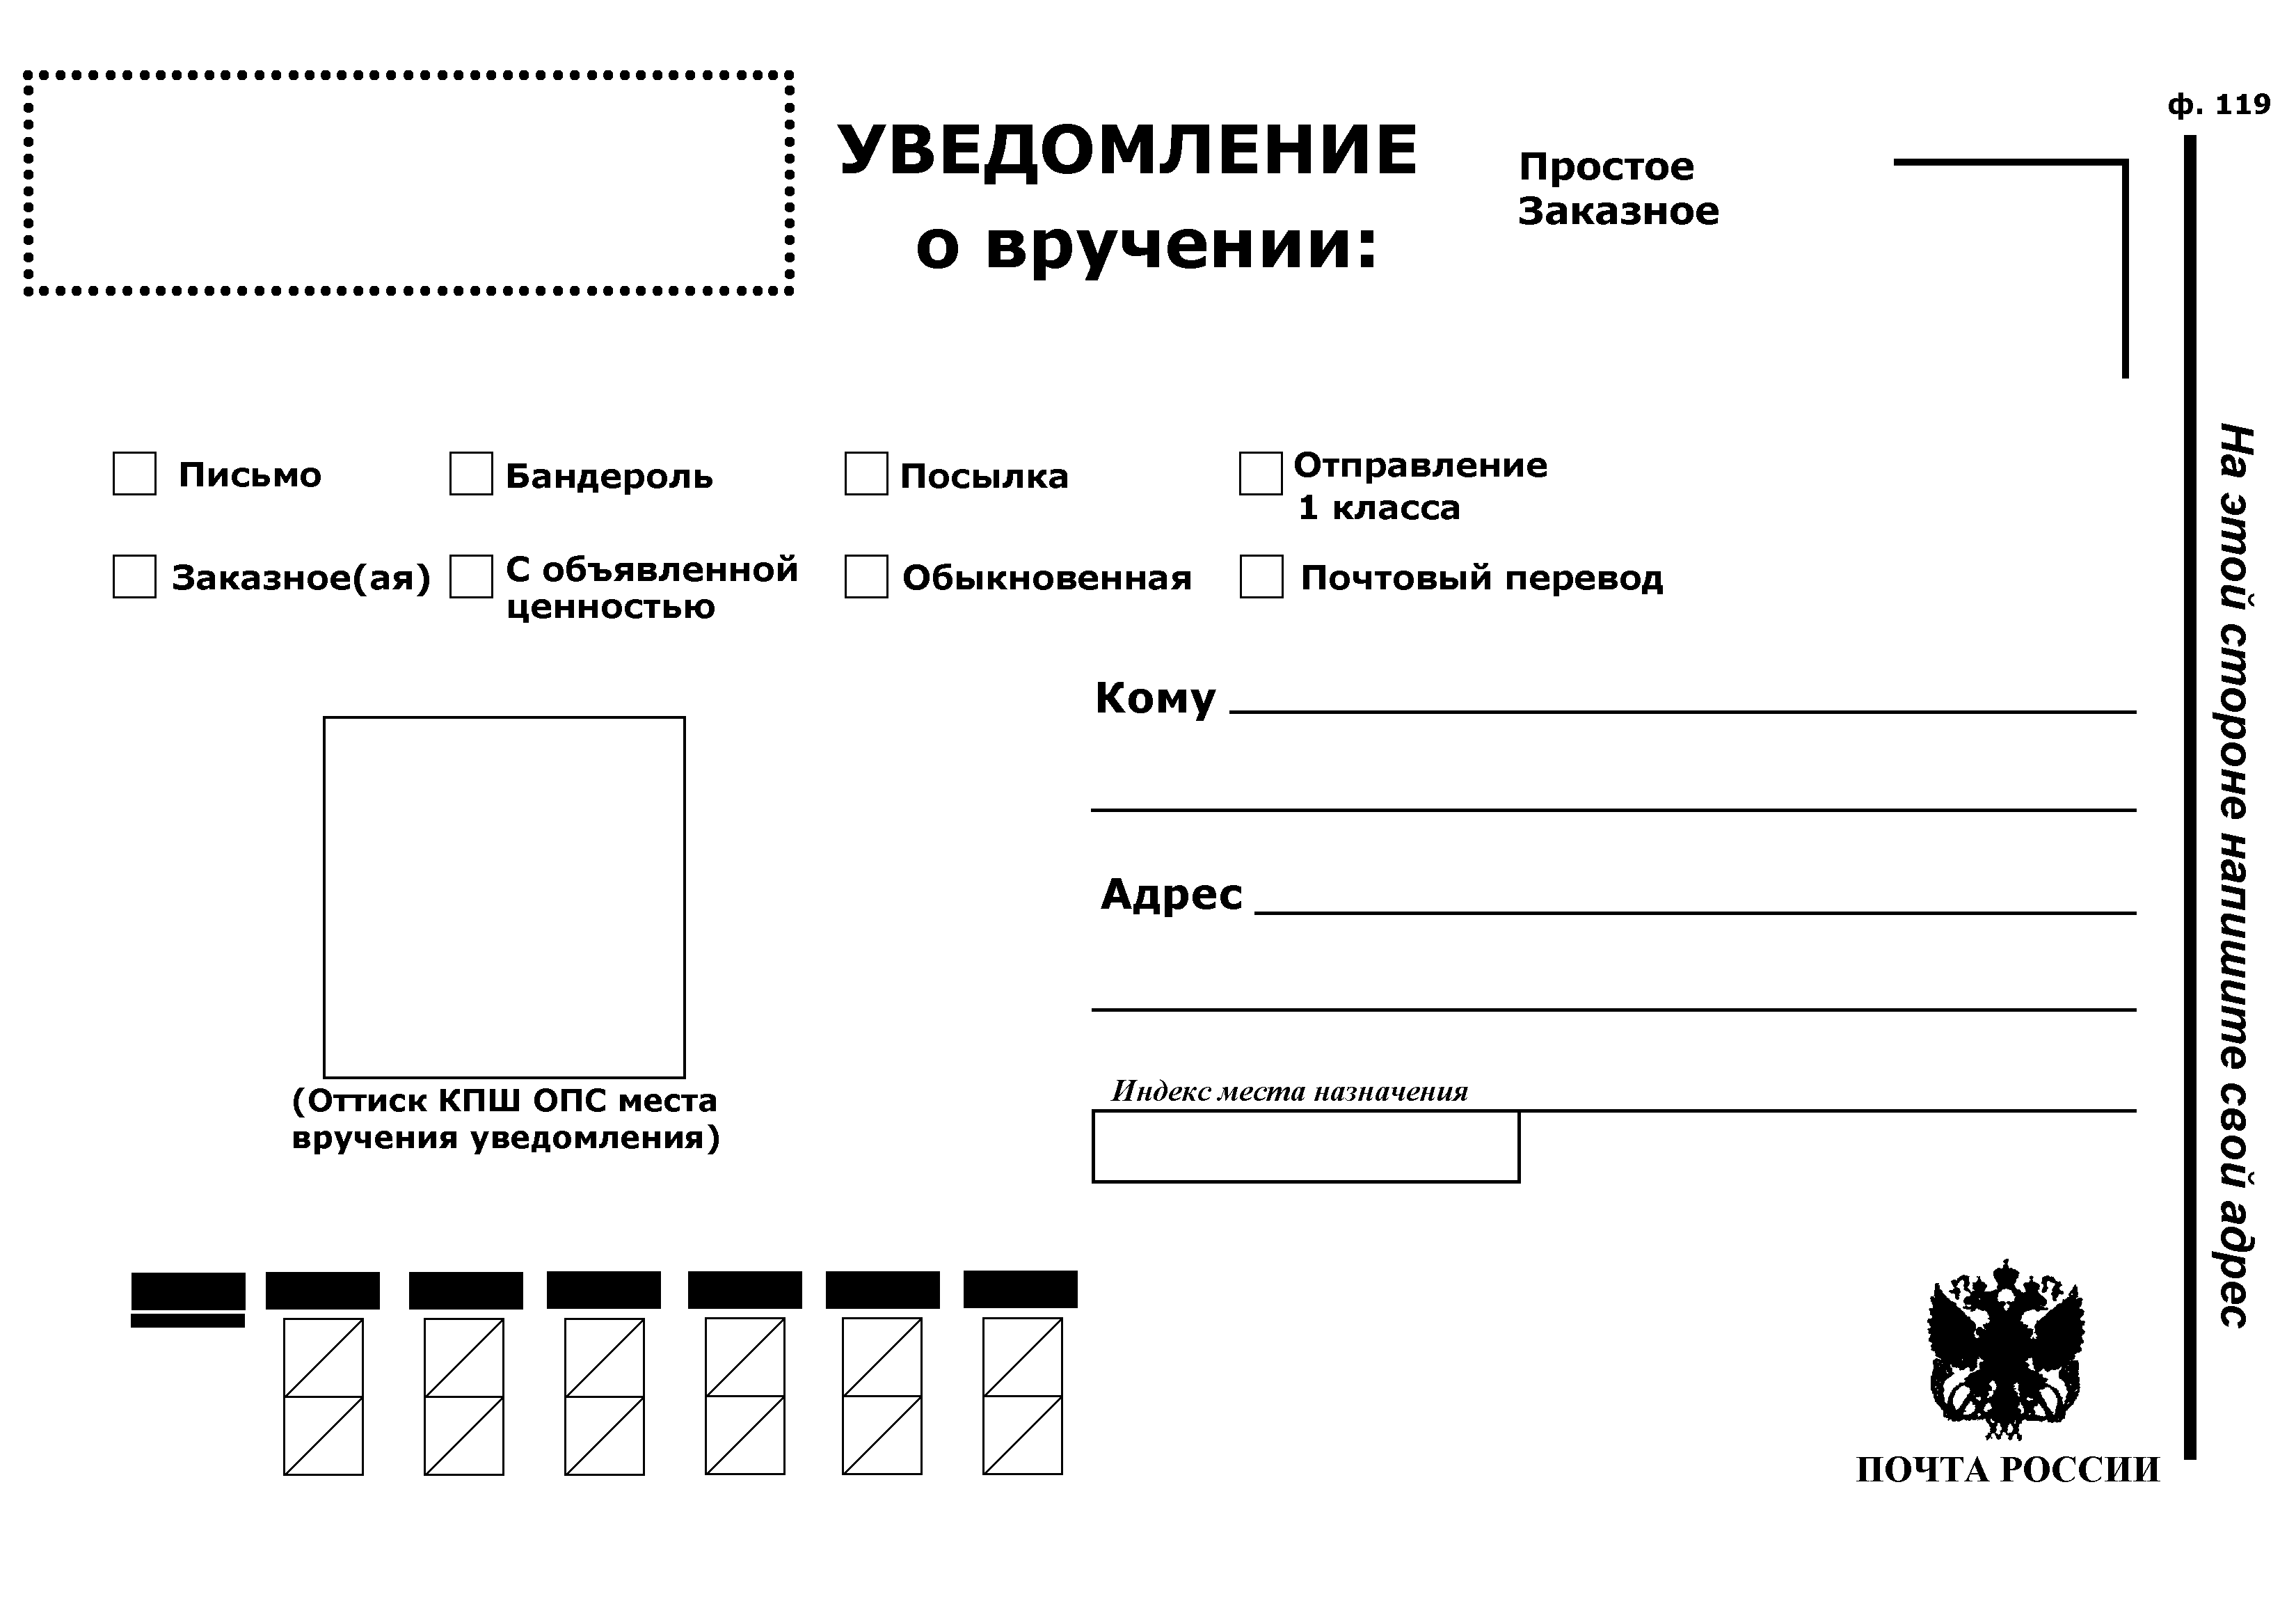 ф. 119
УВЕДОМЛЕНИЕ
о вручении:
Простое
Заказное
Письмо
Бандероль
Посылка
Отправление
1 класса
Заказное(ая)
С объявленной
ценностью
Обыкновенная
Почтовый перевод
Кому
Адрес
(Оттиск КПШ ОПС места
вручения уведомления)
Индекс места назначения
ПОЧТА РОССИИ
На этой стороне напишите свой адрес